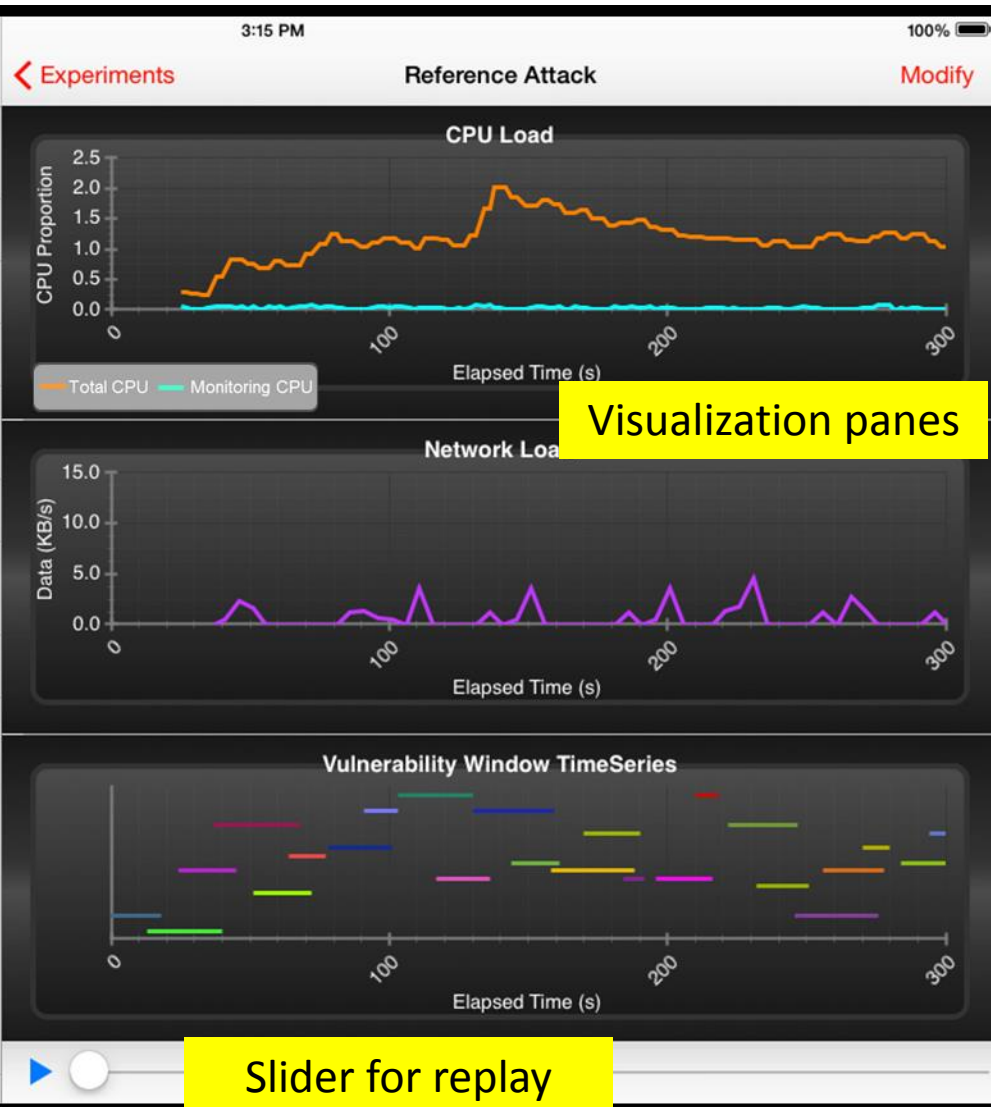 3:15 PM 100%
Experiments Reference Attack Modify
CPU Load
CPU Proportion
2.5
2.0
1.5
1.0
0.5
0.0
0 100 200 300
Elapsed Time (s)
Total CPU Monitoring CPU
Visualization panes
Network Loa
Data (KB/s)
15.0
10.0
5.0
0.0
0 100 200 300
Elapsed Time (s)
Vulnerability Window TimeSeries
0 100 200 300
Elapsed Time (s)
Slider for replay